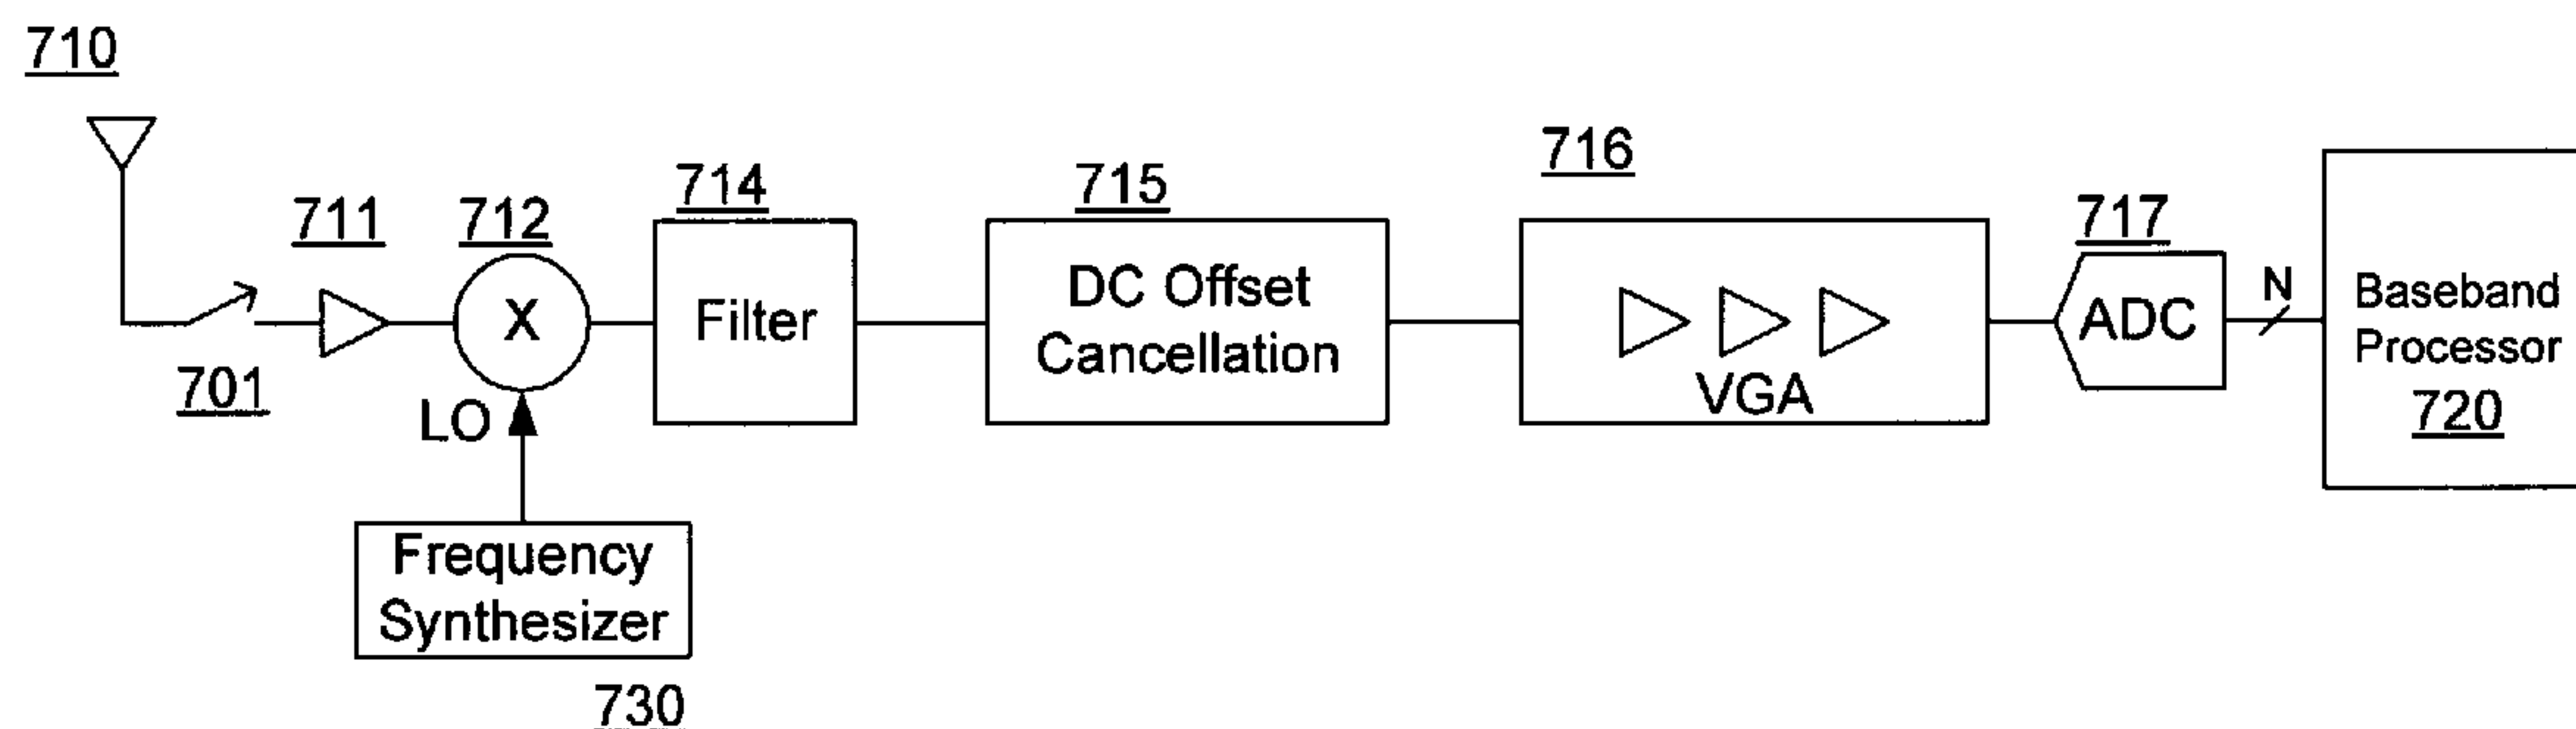 710
711
712
714
715
716
717
701
LO
X
Filter
DC Offset
Cancellation
VGA
ADC
N
Baseband
Processor
720
Frequency
Synthesizer
730